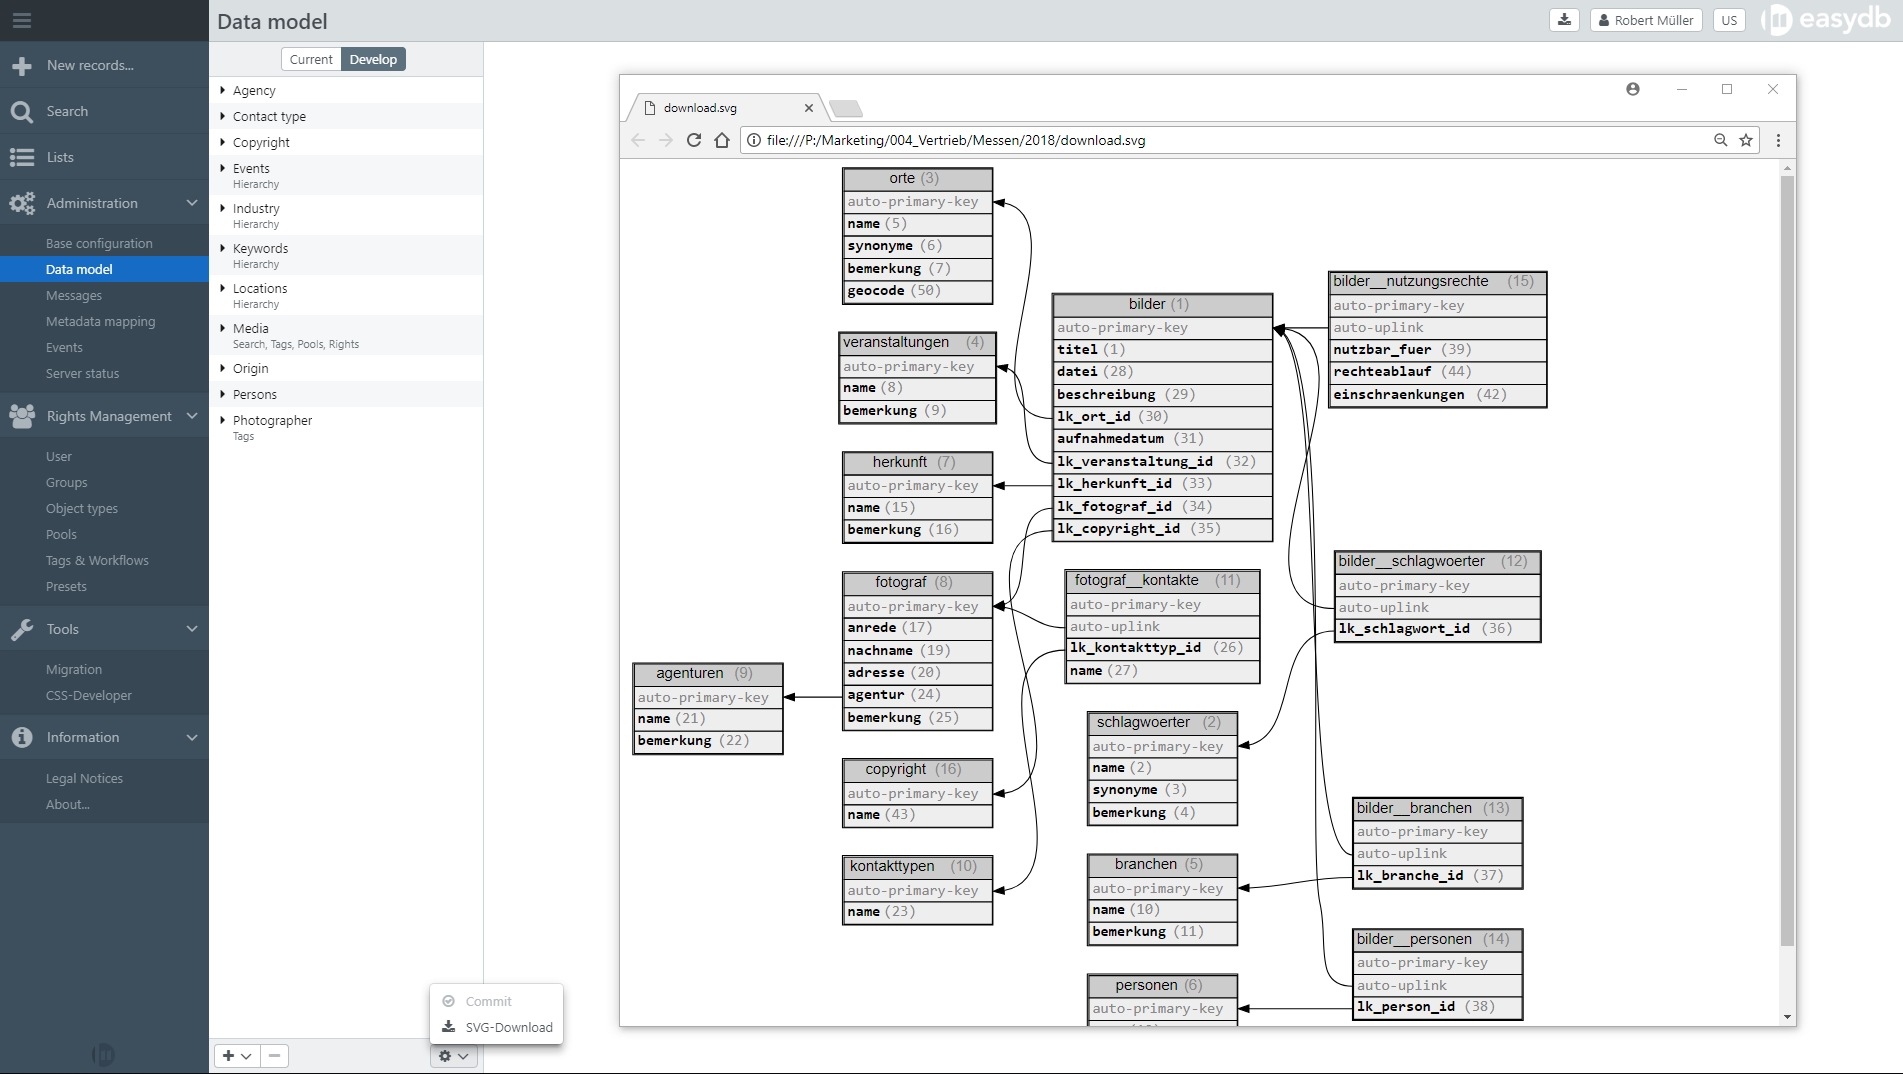 Data model
Robert Müller
US
easydb
New records...
Search
Lists
Administration
Base configuration
Data model
Messages
Metadata mapping
Events
Server status
Rights Management
User
Groups
Object types
Pools
Tags & Workflows
Presets
Tools
Migration
CSS-Developer
Information
Legal Notices
About...
Current
Develop
Agency
Contact type
Copyright
Events
Hierarchy
Industry
Hierarchy
Keywords
Hierarchy
Locations
Hierarchy
Media
Search, Tags, Pools, Rights
Origin
Persons
Photographer
Tags
Commit
SVG-Download
download.svg
file:///P:/Marketing/004_Vertrieb/Messen/2018/download.svg
orte (3)
auto-primary-key
name (5)
synonyme (6)
bemerkung (7)
geocode (50)
veranstaltungen (4)
auto-primary-key
name (8)
bemerkung (9)
herkunft (7)
auto-primary-key
name (15)
bemerkung (16)
fotograf (8)
auto-primary-key
anrede (17)
nachname (19)
adresse (20)
agentur (24)
bemerkung (25)
agenturen (9)
auto-primary-key
name (21)
bemerkung (22)
copyright (16)
auto-primary-key
name (43)
kontakttypen (10)
auto-primary-key
name (23)
bilder (1)
auto-primary-key
titel (1)
datei (28)
beschreibung (29)
lk_ort_id (30)
aufnahmedatum (31)
lk_veranstaltung_id (32)
lk_herkunft_id (33)
lk_fotograf_id (34)
lk_copyright_id (35)
fotograf__kontakte (11)
auto-primary-key
auto-uplink
lk_kontakttyp_id (26)
name (27)
schlagwoerter (2)
auto-primary-key
name (2)
synonyme (3)
bemerkung (4)
branchen (5)
auto-primary-key
name (10)
bemerkung (11)
personen (6)
auto-primary-key
bilder__nutzungsrechte (15)
auto-primary-key
auto-uplink
nutzbar_fuer (39)
rechteablauf (44)
einschraenkungen (42)
bilder__schlagwoerter (12)
auto-primary-key
auto-uplink
lk_schlagwort_id (36)
bilder__branchen (13)
auto-primary-key
auto-uplink
lk_branche_id (37)
bilder__personen (14)
auto-primary-key
auto-uplink
lk_person_id (38)